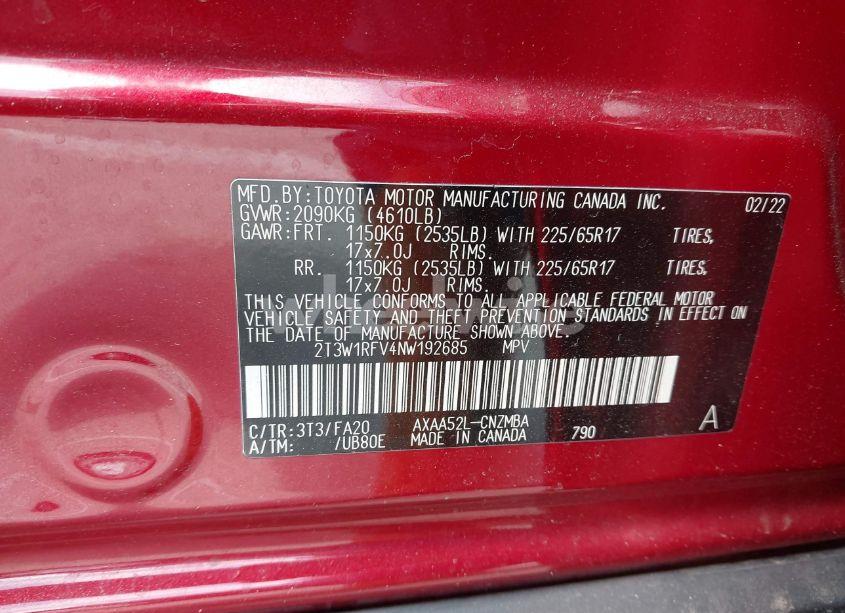 MFD.BY:TOYOTA MOTOR MANUFACTURING CANADA INC. 02/22
GVWR:2090KG (4610LB)
GAWR:FRT. 1150KG (2535LB) WITH 225/65R17 TIRES,
17x7.0J RIMS.
RR. 1150KG (2535LB) WITH 225/65R17 TIRES,
17x7.0J RIMS.
THIS VEHICLE CONFORMS TO ALL APPLICABLE FEDERAL MOTOR
VEHICLE SAFETY AND THEFT PREVENTION STANDARDS IN EFFECT ON
THE DATE OF MANUFACTURE SHOWN ABOVE.
2T3W1RFV4NW192685 MPV
C/TR:3T3/FA20 AXAA52L-CNZMBA A
A/TM: /UB80E MADE IN CANADA 790